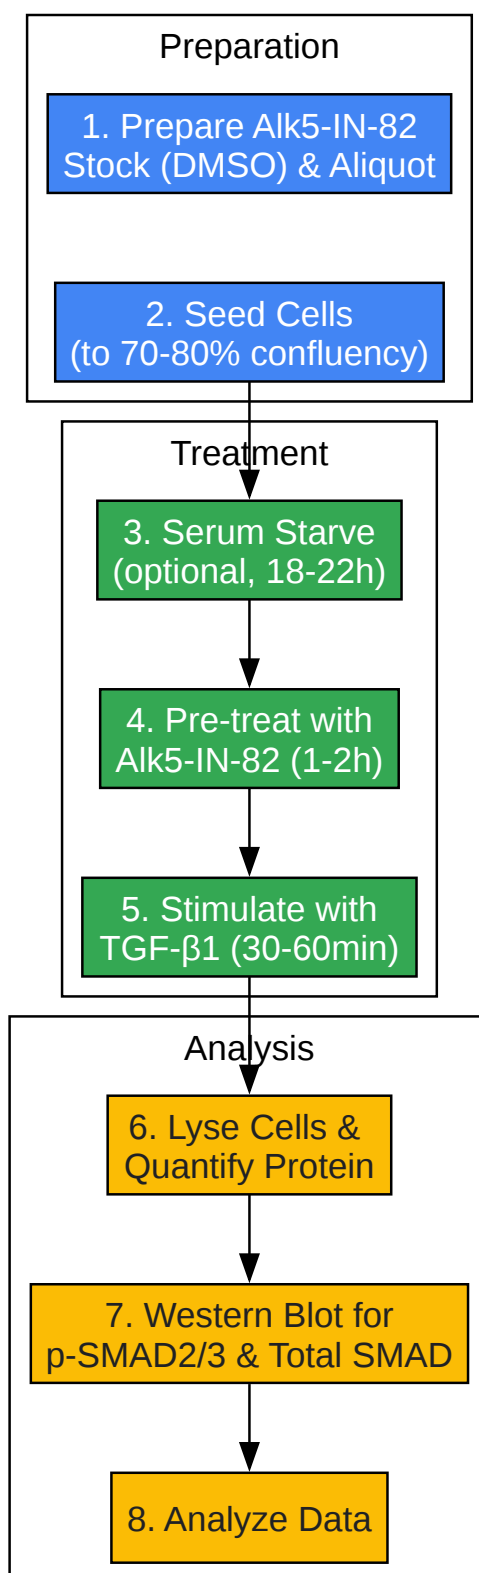 Preparation
1. Prepare Alk5-IN-82
Stock (DMSO) & Aliquot
2. Seed Cells
(to 70-80% confluency)
Treatment
3. Serum Starve
(optional, 18-22h)
4. Pre-treat with
Alk5-IN-82 (1-2h)
5. Stimulate with
TGF-β1 (30-60min)
Analysis
6. Lyse Cells &
Quantify Protein
7. Western Blot for
p-SMAD2/3 & Total SMAD
8. Analyze Data